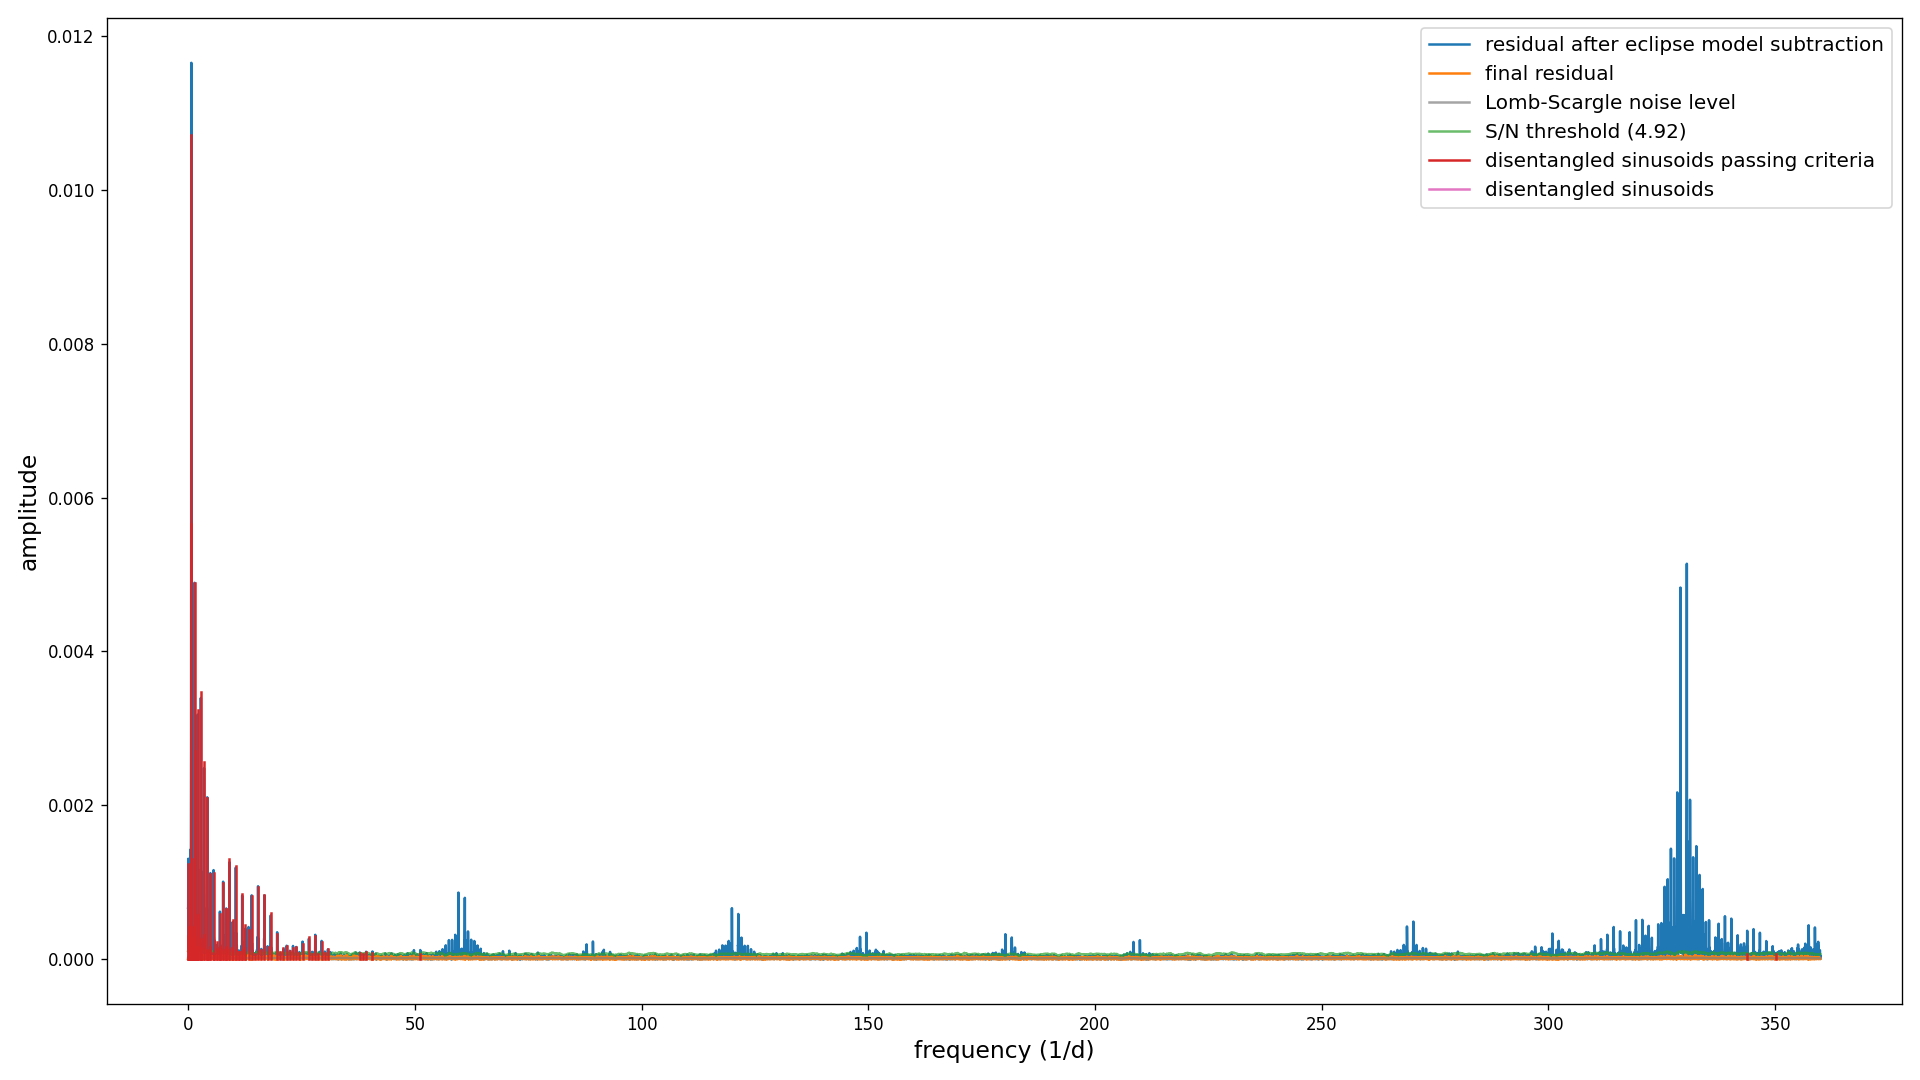 0.012
0.010
0.008
0.006
0.004
0.002
0.000
amplitude
0
50
100
150
200
250
300
350
frequency (1/d)
residual after eclipse model subtraction
final residual
Lomb-Scargle noise level
S/N threshold (4.92)
disentangled sinusoids passing criteria
disentangled sinusoids